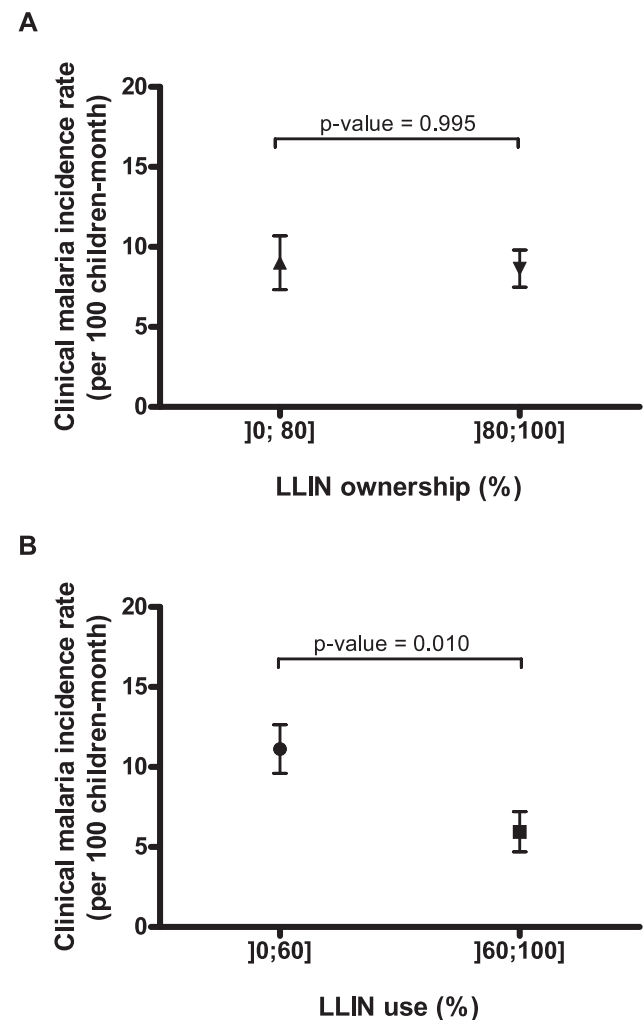 A
Clinical malaria incidence rate
(per 100 children-month)
20
15
10
5
0
p-value = 0.995
]0; 80]
]80;100]
LLIN ownership (%)
B
Clinical malaria incidence rate
(per 100 children-month)
20
15
10
5
0
p-value = 0.010
]0;60]
]60;100]
LLIN use (%)